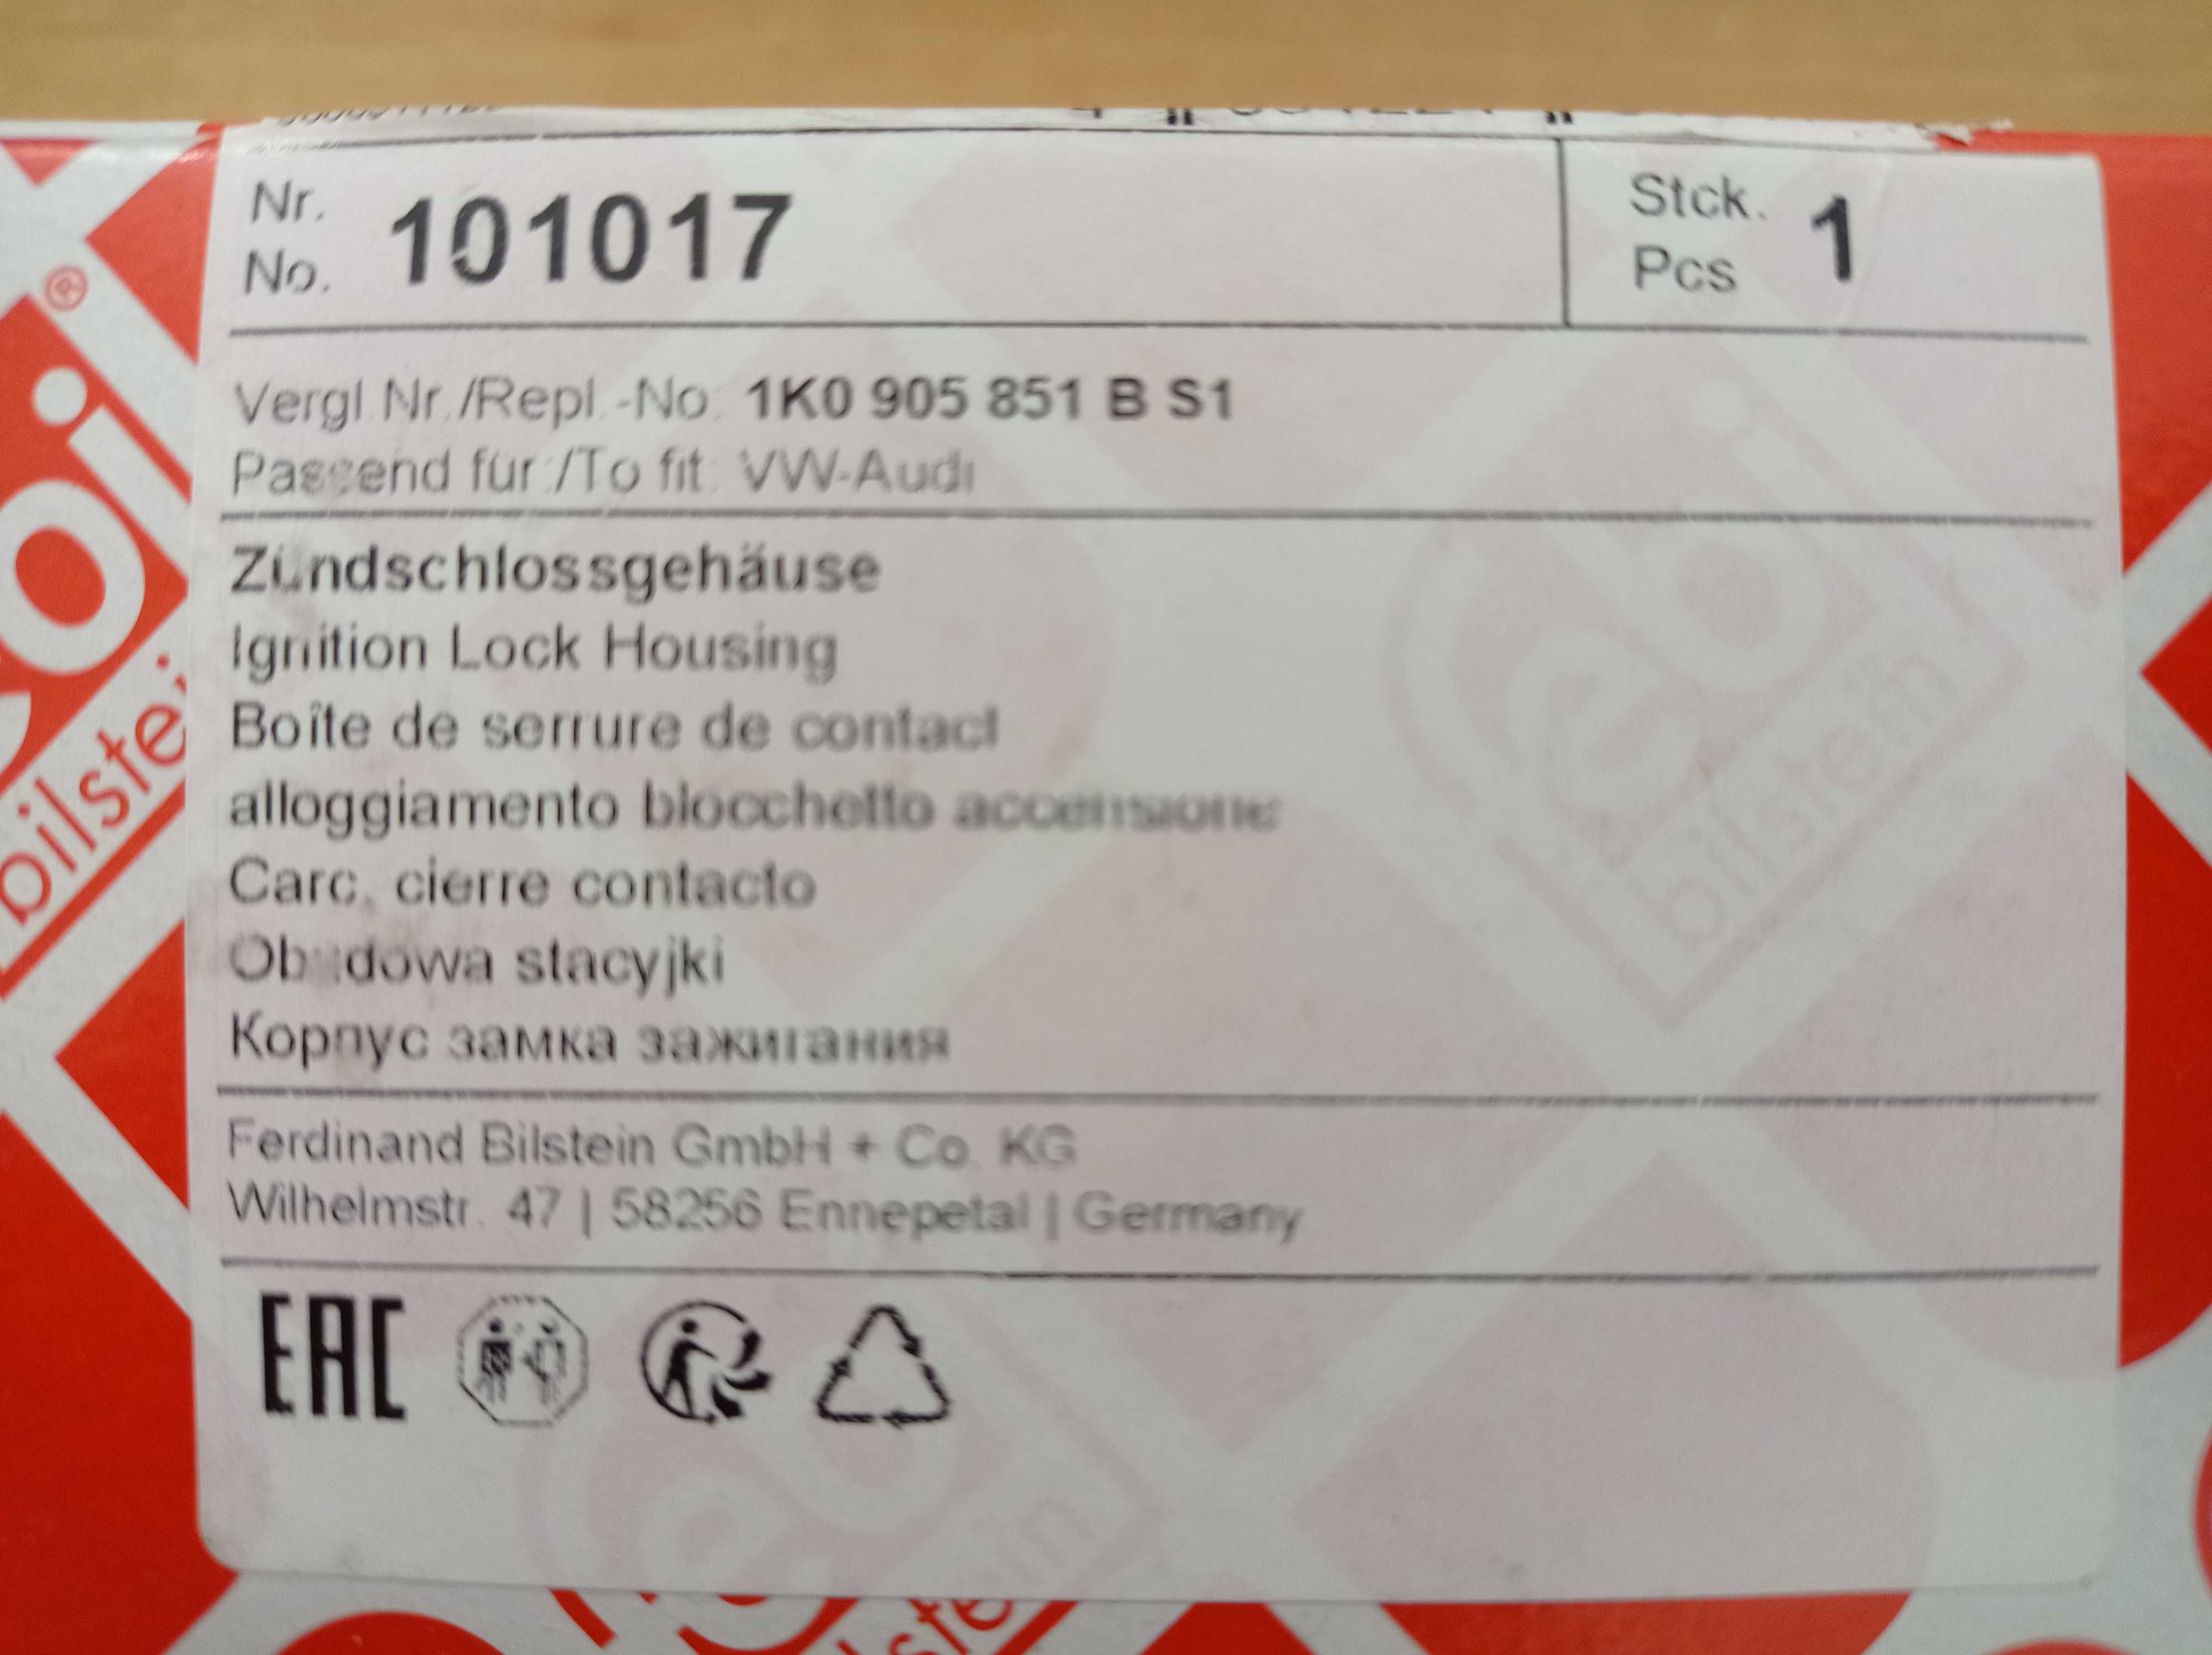 Nr.
No. 101017
Stck.
Pcs 1
Vergl.Nr./Repl.-No. 1K0 905 851 B S1
Passend für:/To fit: VW-Audi
Zündschlossgehäuse
Ignition Lock Housing
Boîte de serrure de contact
alloggiamento blocchetto accensione
Carc. cierre contacto
Obudowa stacyjki
Корпус замка зажигания
Ferdinand Bilstein GmbH + Co. KG
Wilhelmstr. 47 | 58256 Ennepetal | Germany
EAC
febi
bilstein